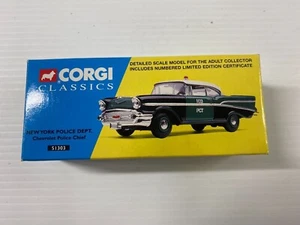 CORGI
CLASSICS
DETAILED SCALE MODEL FOR THE ADULT COLLECTOR
INCLUDES NUMBERED LIMITED EDITION CERTIFICATE
NEW YORK POLICE DEPT.
Chevrolet Police Chief
51303